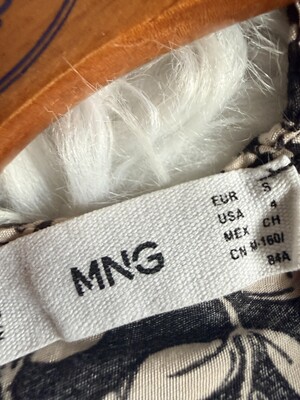 MNG
EUR S
USA 4
MEX CH
CN M-160/
84A